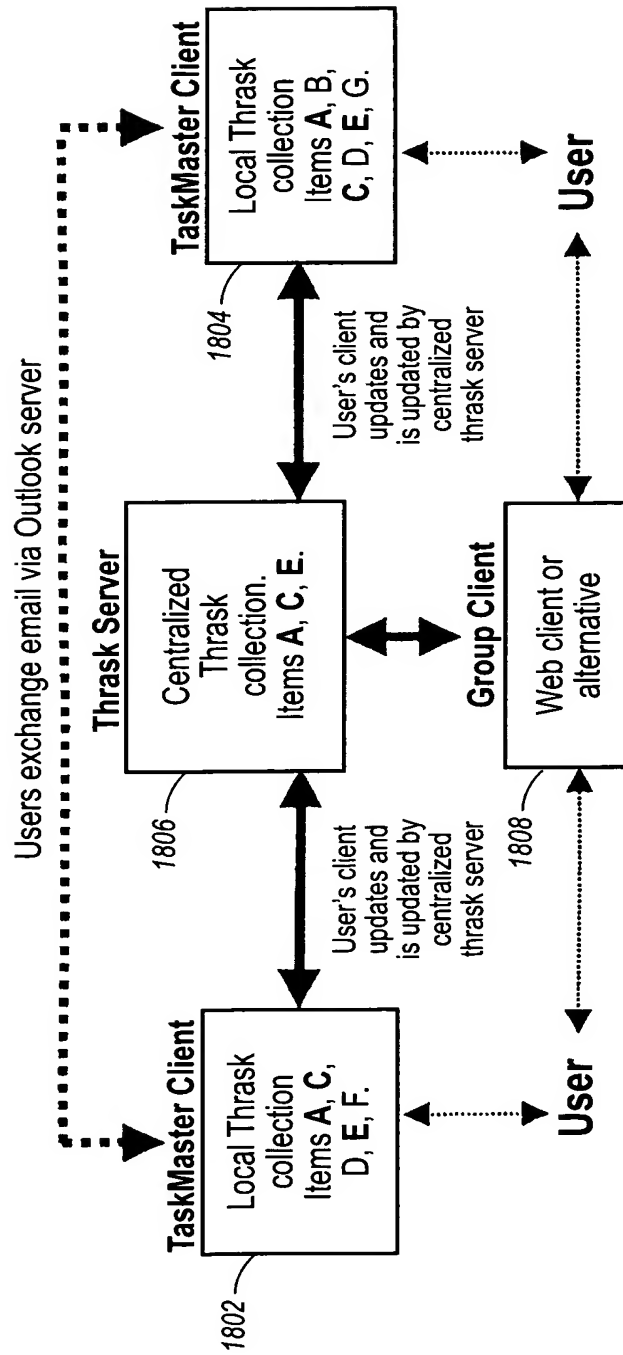 Users exchange email via Outlook server
TaskMaster Client
1802
Local Thrask
collection
Items A, C,
D, E, F.
User
User's client
updates and
is updated by
centralized
thrask server
Thrask Server
1806
Centralized
Thrask
collection.
Items A, C, E.
Group Client
1808
Web client or
alternative
User's client
updates and
is updated by
centralized
thrask server
TaskMaster Client
1804
Local Thrask
collection
Items A, B,
C, D, E, G.
User